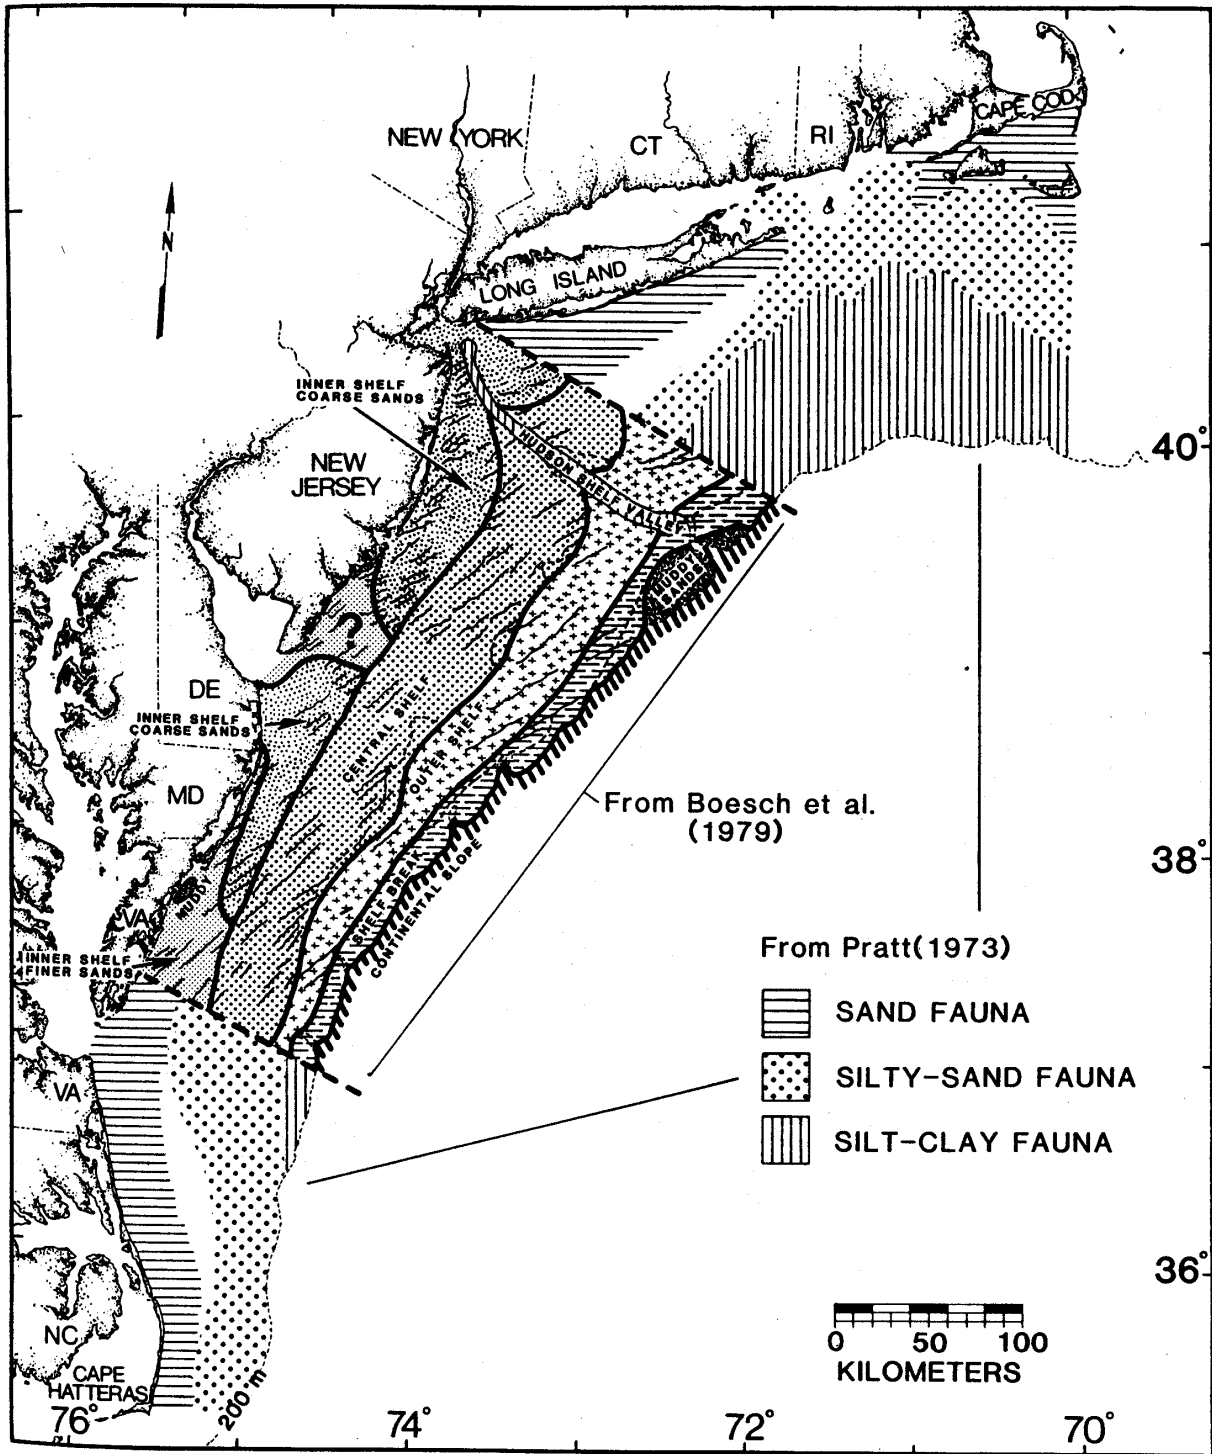 CAPE COD
NEW YORK
CT
RI
N
LONG ISLAND
INNER SHELF
COARSE SANDS
NEW
JERSEY
HUDSON SHELF VALLEY
40°
MUDDY
SANDS
?
DE
INNER SHELF
COARSE SANDS
CENTRAL SHELF
OUTER SHELF
MD
From Boesch et al.
(1979)
38°
MUDDY
VA
SHELF BREAK
CONTINENTAL SLOPE
INNER SHELF
FINER SANDS
From Pratt(1973)
SAND FAUNA
SILTY-SAND FAUNA
SILT-CLAY FAUNA
VA
36°
NC
CAPE
HATTERAS
0 50 100
KILOMETERS
200 m
76° 74° 72° 70°